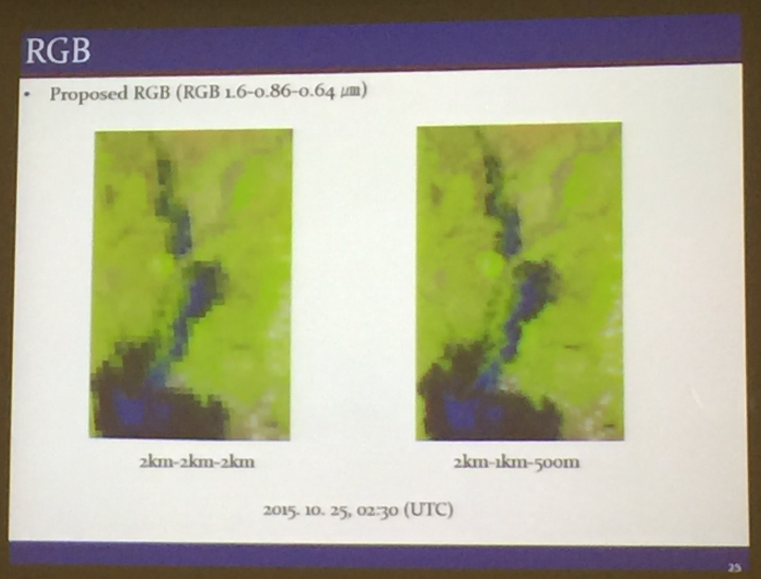 RGB
• Proposed RGB (RGB 1.6-0.86-0.64 ㎛)
2km-2km-2km
2km-1km-500m
2015. 10. 25, 02:30 (UTC)
23